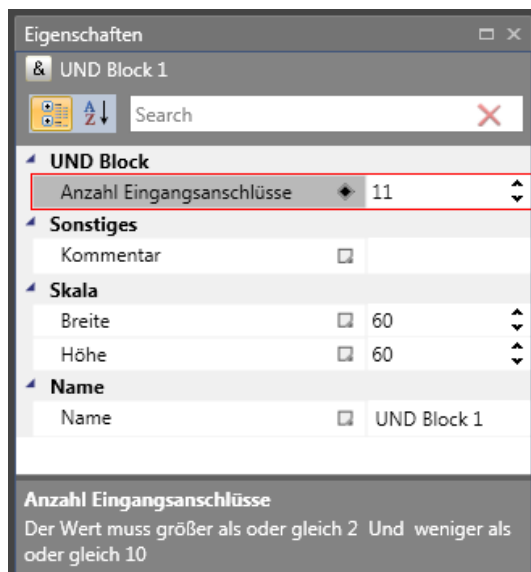 Eigenschaften
& UND Block 1
A Z Search
UND Block
Anzahl Eingangsanschlüsse 11
Sonstiges
Kommentar
Skala
Breite 60
Höhe 60
Name
Name UND Block 1
Anzahl Eingangsanschlüsse
Der Wert muss größer als oder gleich 2 Und weniger als
oder gleich 10